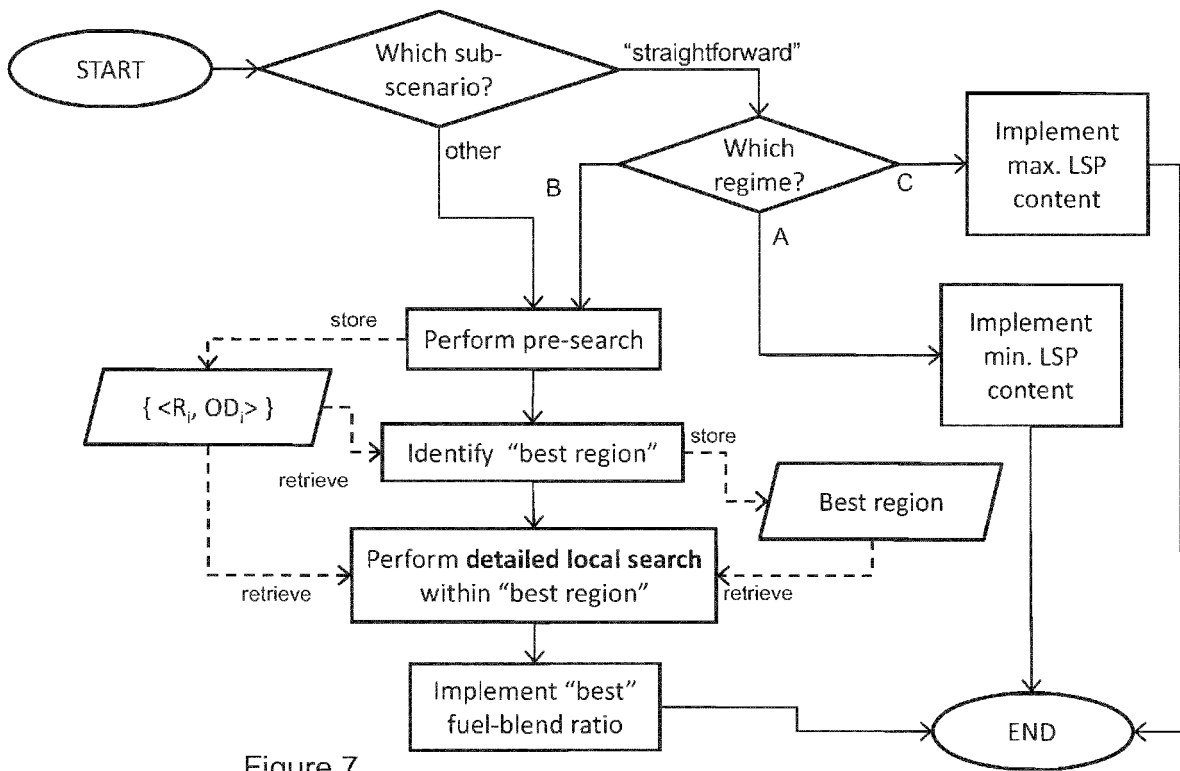 START
Which sub-
scenario?
"straightforward"
other
Which
regime?
B
C
A
Implement
max. LSP
content
Implement
min. LSP
content
store
Perform pre-search
{ <Ri, ODi> }
retrieve
Identify "best region"
store
Best region
Perform detailed local search
within "best region"
retrieve
retrieve
Implement "best"
fuel-blend ratio
END
Figure 7